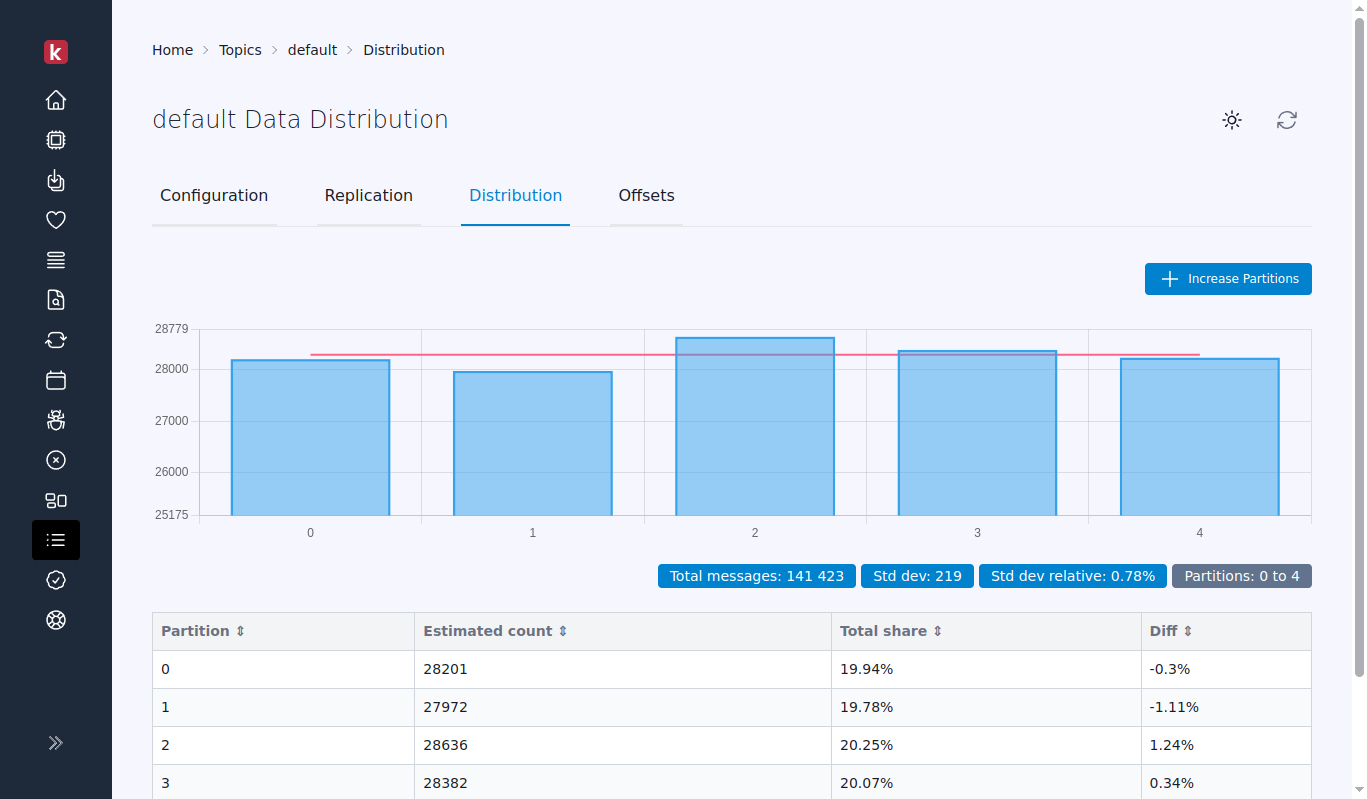 k
Home > Topics > default > Distribution
default Data Distribution
Configuration Replication Distribution Offsets
Increase Partitions
28779
28000
27000
26000
25175
0 1 2 3 4
Total messages: 141 423 Std dev: 219 Std dev relative: 0.78% Partitions: 0 to 4
Partition ⇕ Estimated count ⇕ Total share ⇕ Diff ⇕
0 28201 19.94% -0.3%
1 27972 19.78% -1.11%
2 28636 20.25% 1.24%
3 28382 20.07% 0.34%